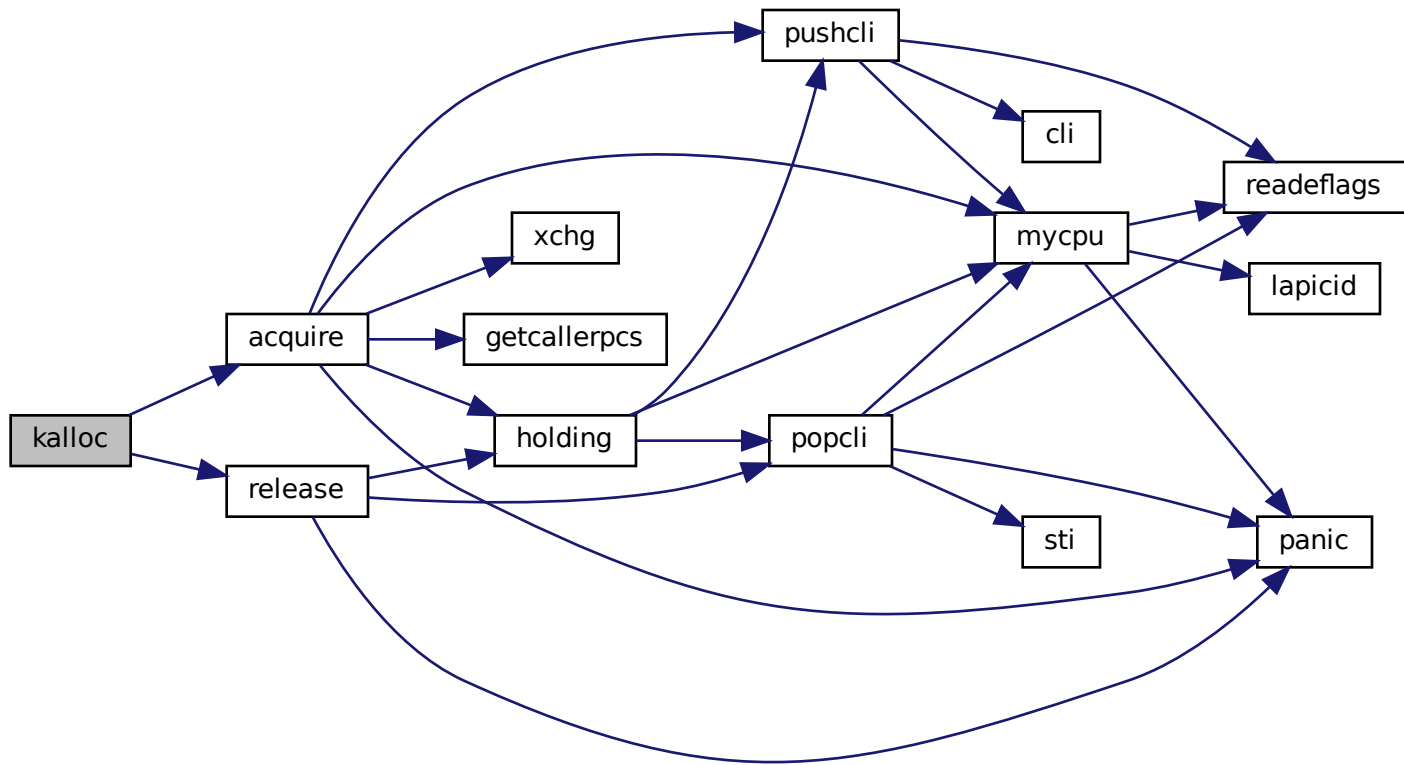 pushcli
cli
readeflags
xchg
mycpu
lapicid
acquire
getcallerpcs
kalloc
holding
popcli
release
sti
panic